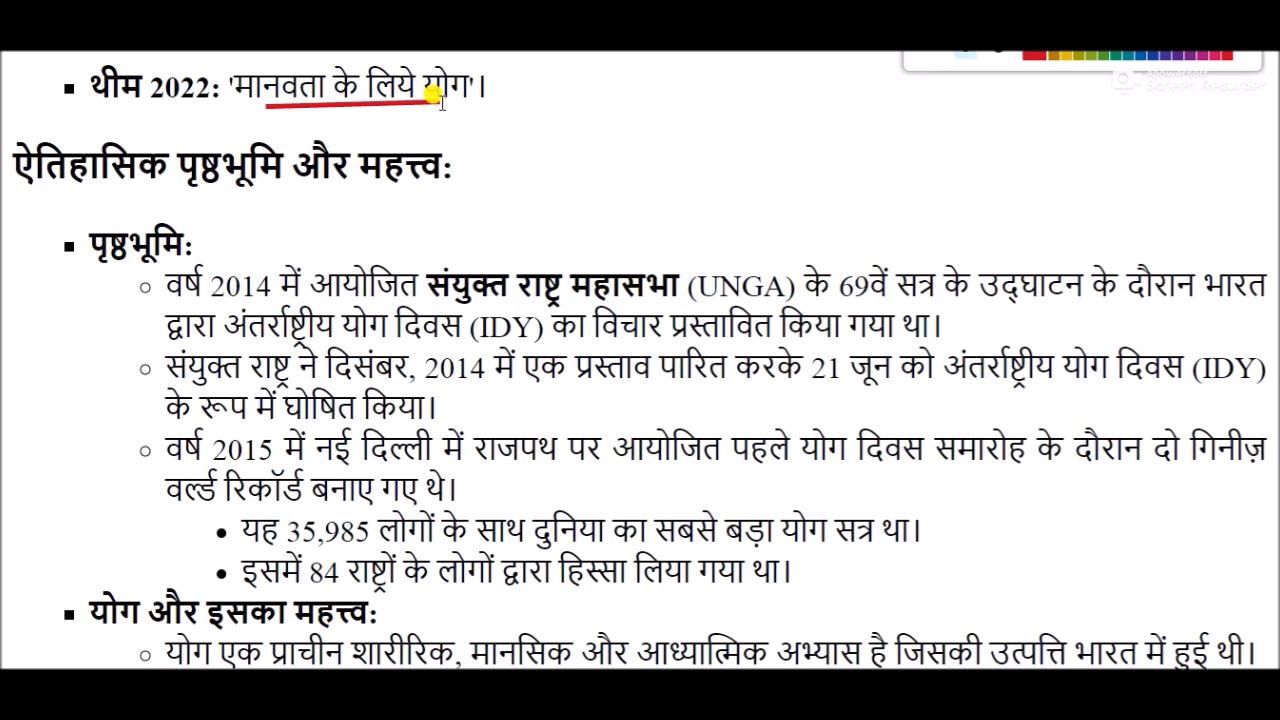 ▪ थीम 2022: 'मानवता के लिये योग'।
ऐतिहासिक पृष्ठभूमि और महत्त्व:
▪ पृष्ठभूमि:
○ वर्ष 2014 में आयोजित संयुक्त राष्ट्र महासभा (UNGA) के 69वें सत्र के उद्घाटन के दौरान भारत
द्वारा अंतर्राष्ट्रीय योग दिवस (IDY) का विचार प्रस्तावित किया गया था।
○ संयुक्त राष्ट्र ने दिसंबर, 2014 में एक प्रस्ताव पारित करके 21 जून को अंतर्राष्ट्रीय योग दिवस (IDY)
के रूप में घोषित किया।
○ वर्ष 2015 में नई दिल्ली में राजपथ पर आयोजित पहले योग दिवस समारोह के दौरान दो गिनीज़
वर्ल्ड रिकॉर्ड बनाए गए थे।
• यह 35,985 लोगों के साथ दुनिया का सबसे बड़ा योग सत्र था।
• इसमें 84 राष्ट्रों के लोगों द्वारा हिस्सा लिया गया था।
▪ योग और इसका महत्त्व:
○ योग एक प्राचीन शारीरिक, मानसिक और आध्यात्मिक अभ्यास है जिसकी उत्पत्ति भारत में हुई थी।
Screen Recorder